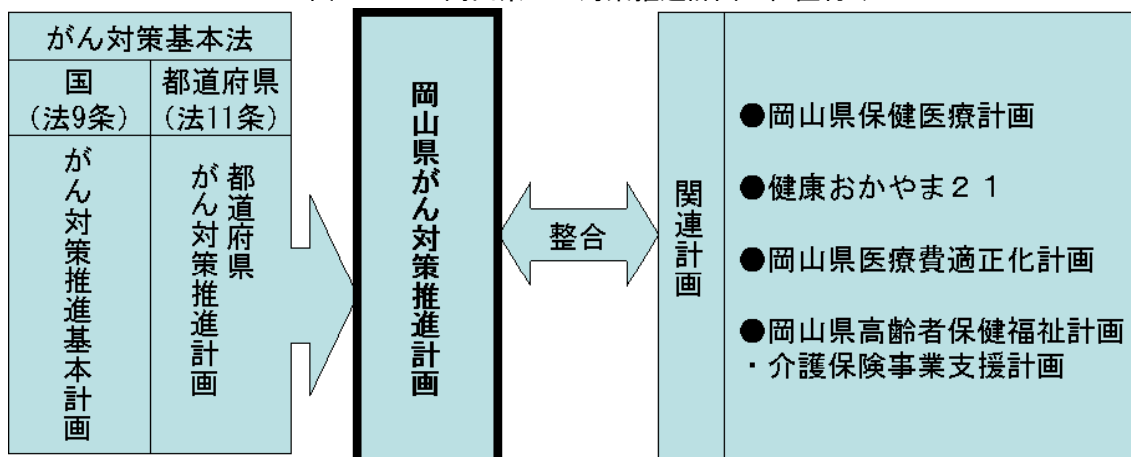 がん対策基本法
国
(法9条)
都道府県
(法11条)
がん対策推進基本計画
都道府県
がん対策推進計画
岡山県がん対策推進計画
整合
関連計画
●岡山県保健医療計画
●健康おかやま２１
●岡山県医療費適正化計画
●岡山県高齢者保健福祉計画
・介護保険事業支援計画